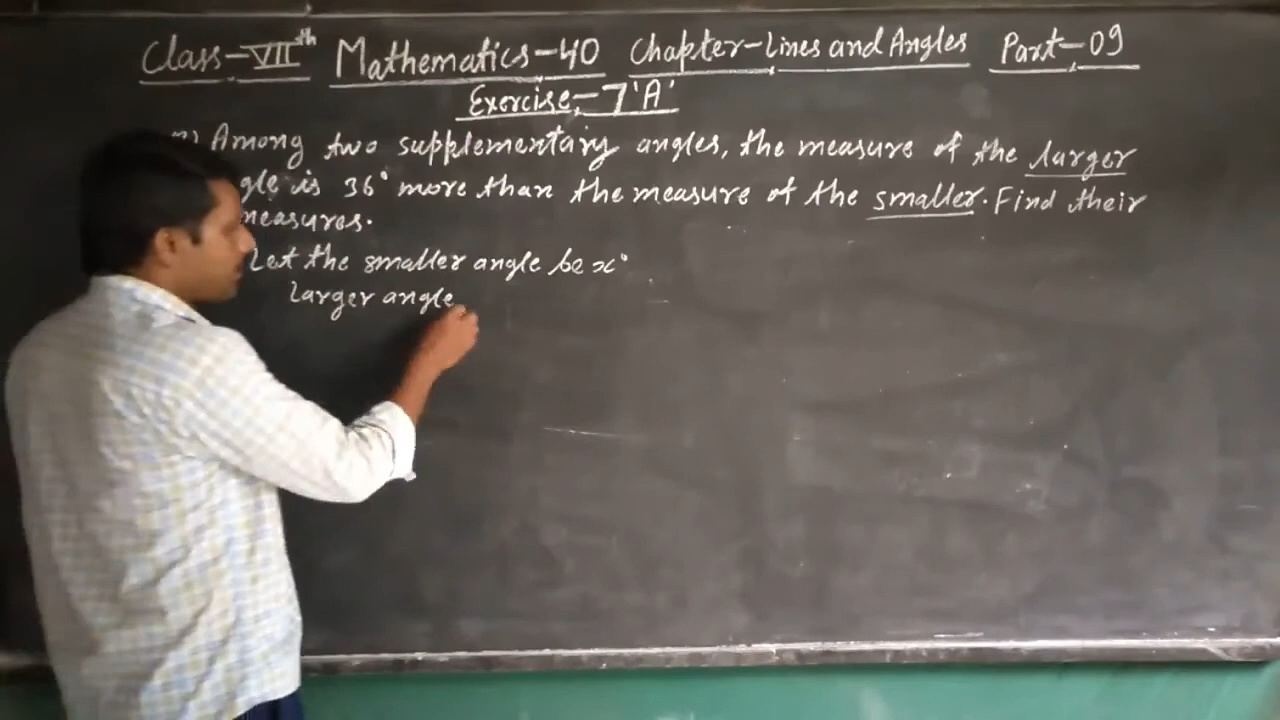 Class-VIIth Mathematics-40 Chapter-Lines and Angles Part-09
Exercise-7'A'
Among two supplementary angles, the measure of the larger
gle is 36° more than the measure of the smaller. Find their
measures.
Let the smaller angle be x°
larger angle